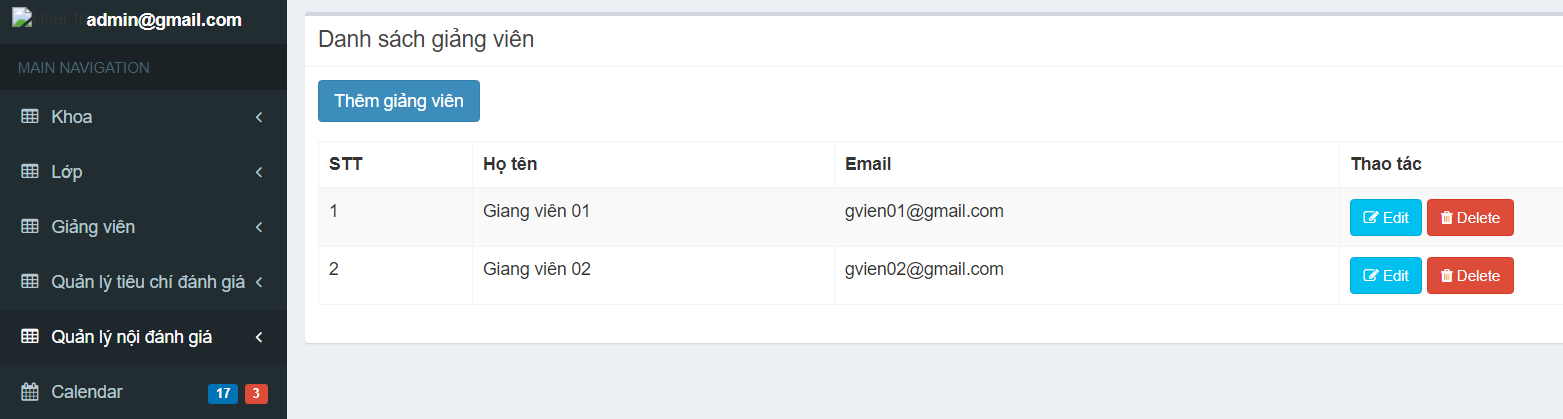 admin@gmail.com
MAIN NAVIGATION
Khoa
Lớp
Giảng viên
Quản lý tiêu chí đánh giá
Quản lý nội đánh giá
Calendar 17 3
Danh sách giảng viên
Thêm giảng viên
STT Họ tên Email Thao tác
1 Giang viên 01 gvien01@gmail.com Edit Delete
2 Giang viên 02 gvien02@gmail.com Edit Delete